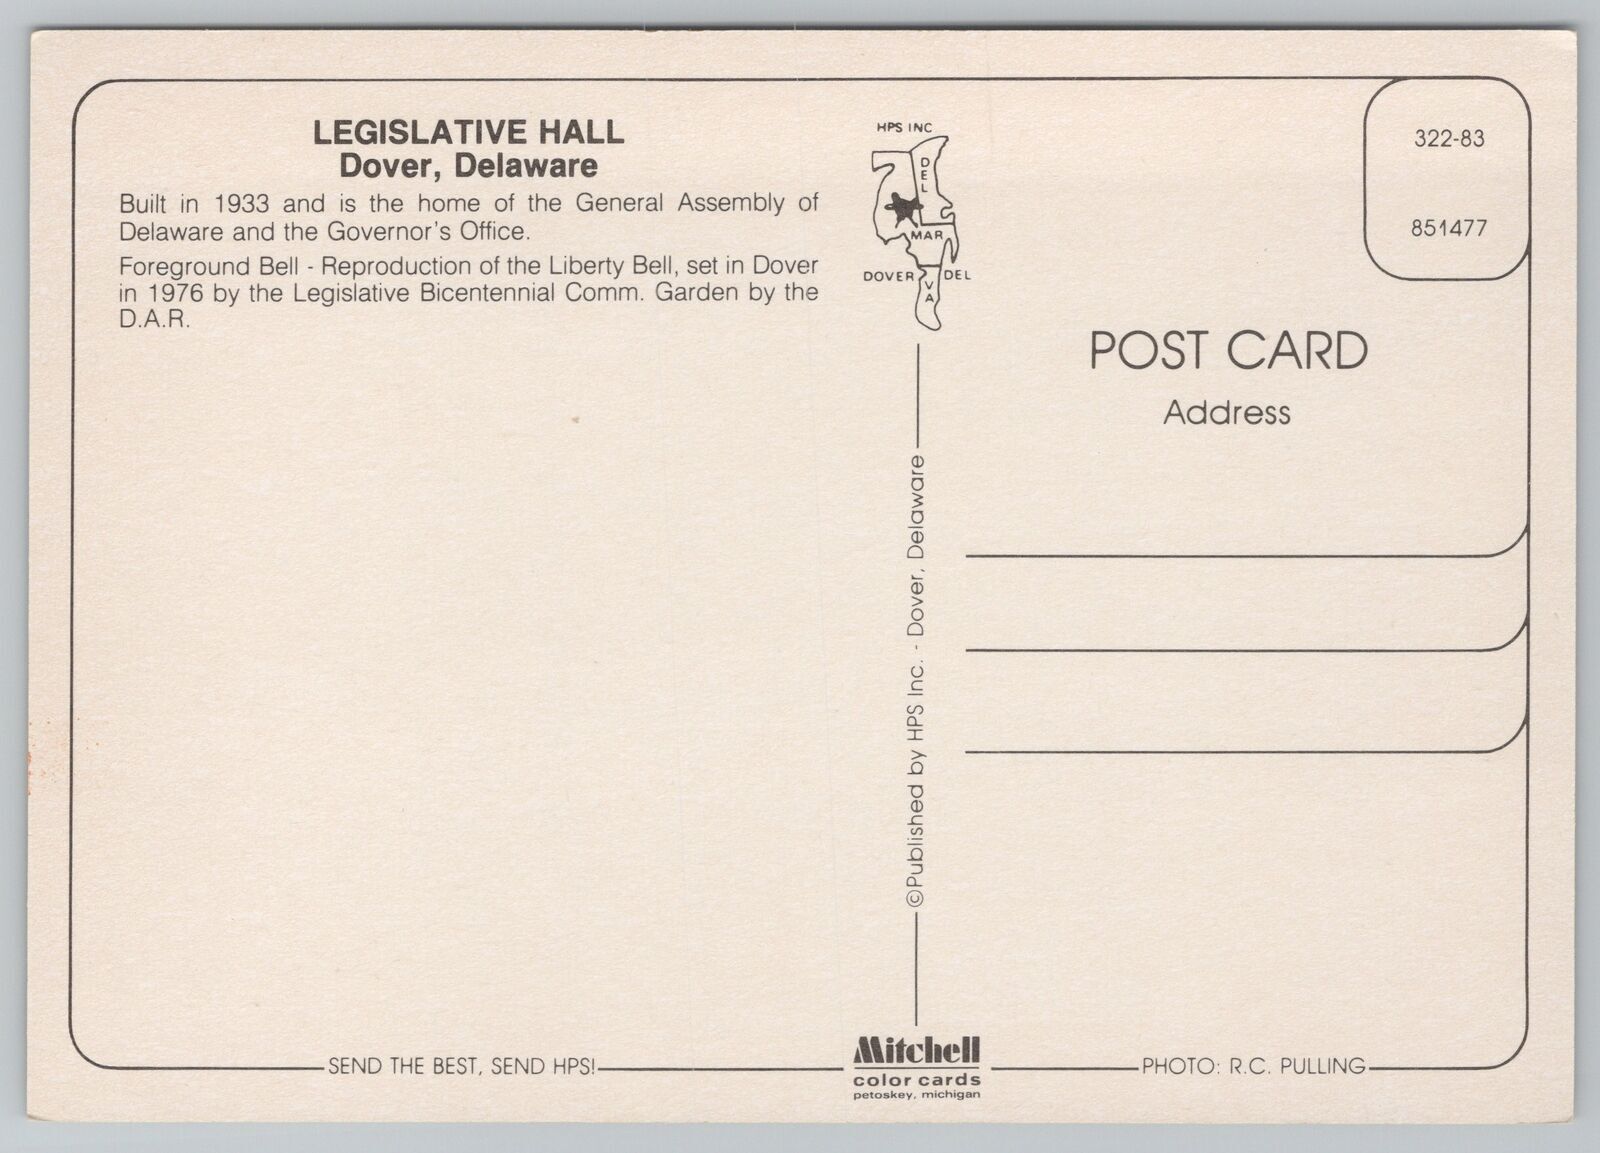 LEGISLATIVE HALL
Dover, Delaware
Built in 1933 and is the home of the General Assembly of
Delaware and the Governor's Office.
Foreground Bell - Reproduction of the Liberty Bell, set in Dover
in 1976 by the Legislative Bicentennial Comm. Garden by the
D.A.R.
HPS INC
DEL
MAR
DOVER DEL
VA
©Published by HPS Inc. - Dover, Delaware
322-83
851477
POST CARD
Address
SEND THE BEST, SEND HPS!
Mitchell
color cards
petoskey, michigan
PHOTO: R.C. PULLING